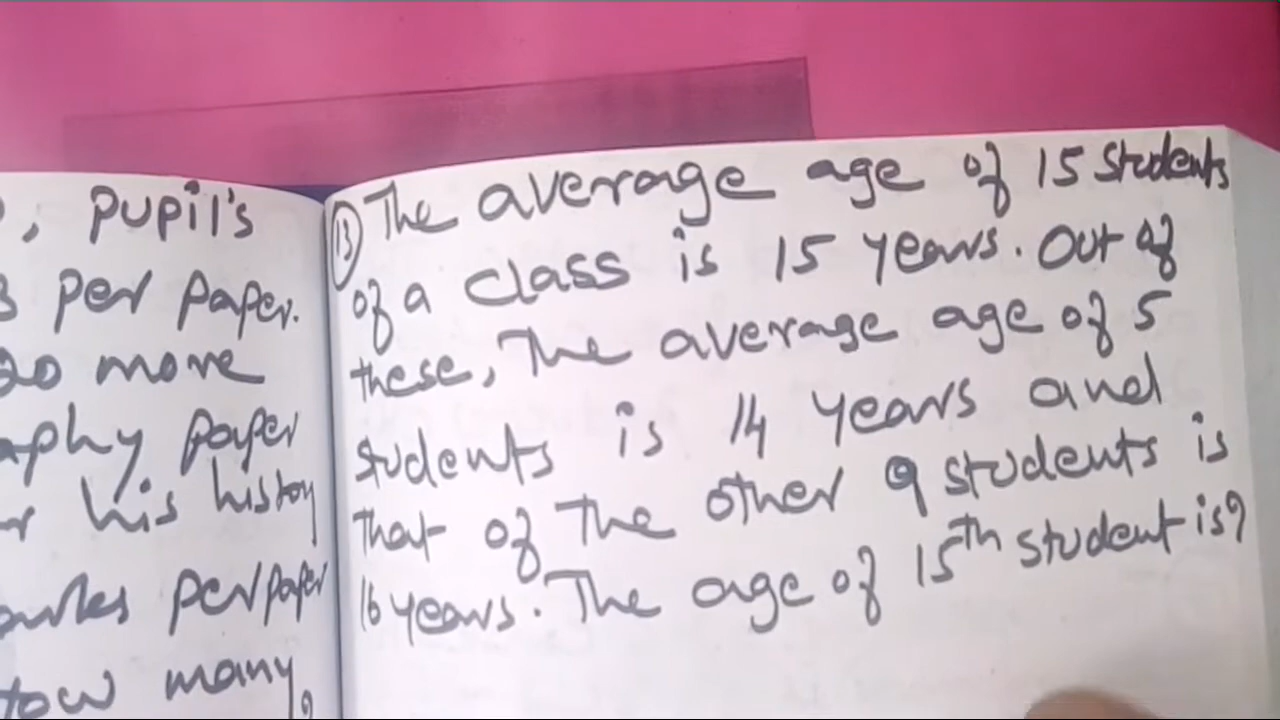 , pupil's
per paper.
20 more
aphy paper
his history
per paper
many
?
(13) The average age of 15 Students
of a class is 15 years. Out of
these, The average age of 5
students is 14 years and
That of The other 9 students is
16 years. The age of 15th student is?